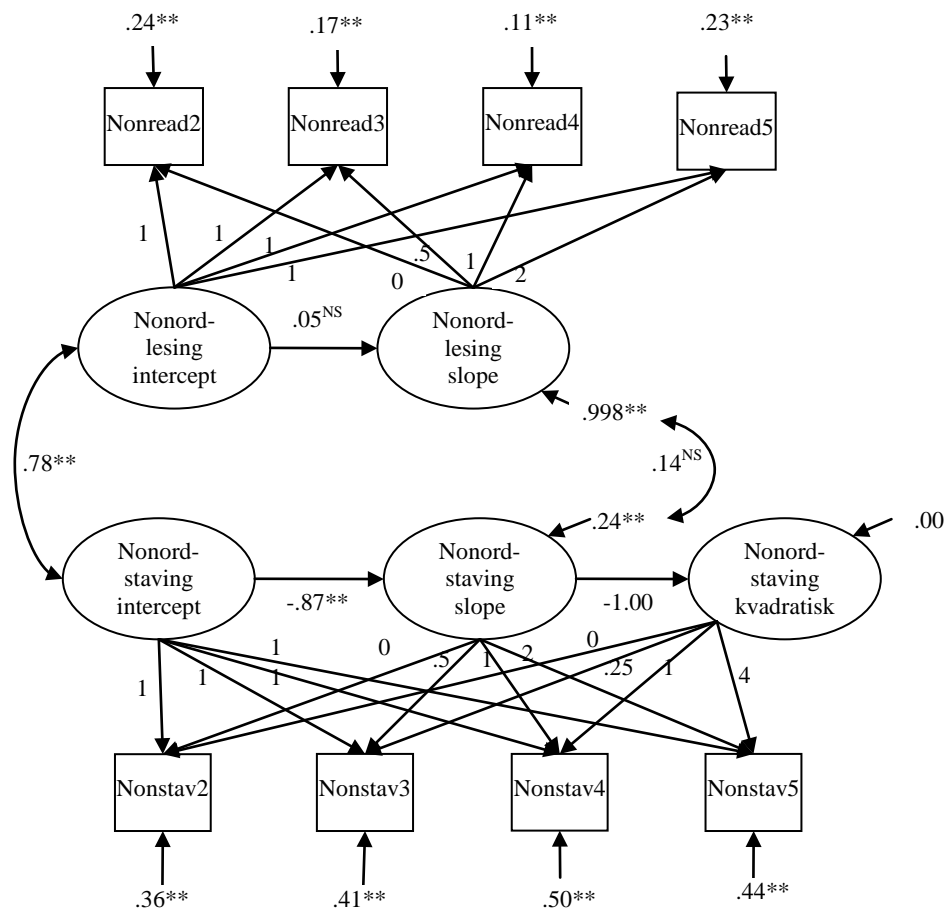 .24**
.17**
.11**
.23**
Nonread2
Nonread3
Nonread4
Nonread5
1
1
1
1
.5
0
1
2
Nonord-
lesing
intercept
.05NS
Nonord-
lesing
slope
.998**
.78**
.14NS
.24**
.00
Nonord-
staving
intercept
-.87**
Nonord-
staving
slope
-1.00
Nonord-
staving
kvadratisk
1
1
1
1
0
.5
1
2
0
.25
1
4
Nonstav2
Nonstav3
Nonstav4
Nonstav5
.36**
.41**
.50**
.44**